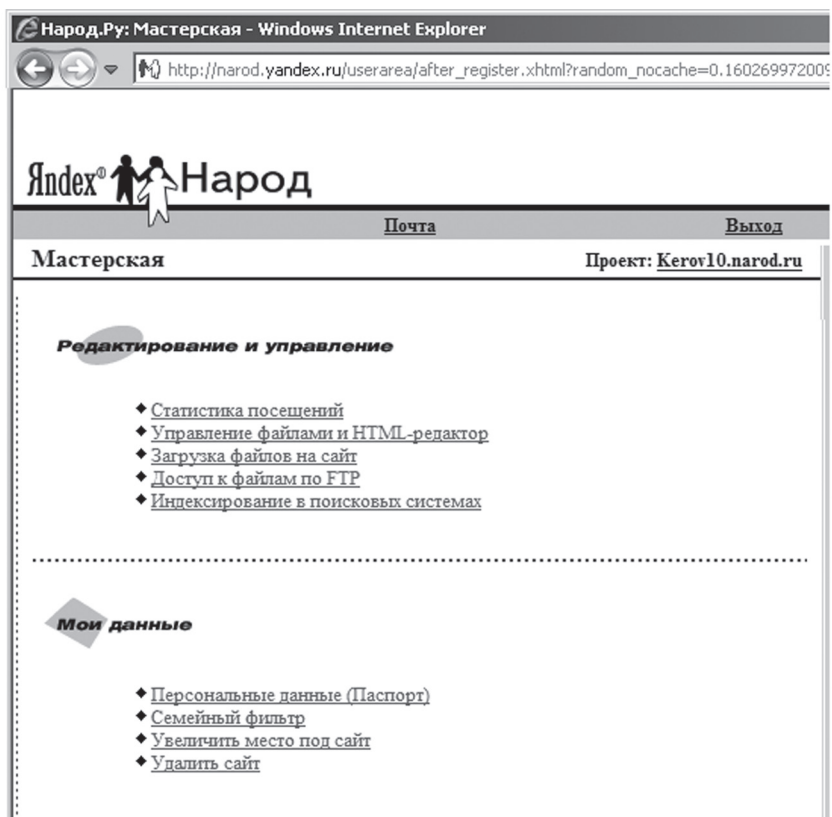 Народ.Ру: Мастерская - Windows Internet Explorer
http://narod.yandex.ru/userarea/after_register.xhtml?random_nocache=0.160269972009
Яndex® Народ
Почта Выход
Мастерская Проект: Kerov10.narod.ru
Редактирование и управление
Статистика посещений
Управление файлами и HTML-редактор
Загрузка файлов на сайт
Доступ к файлам по FTP
Индексирование в поисковых системах
Мои данные
Персональные данные (Паспорт)
Семейный фильтр
Увеличить место под сайт
Удалить сайт